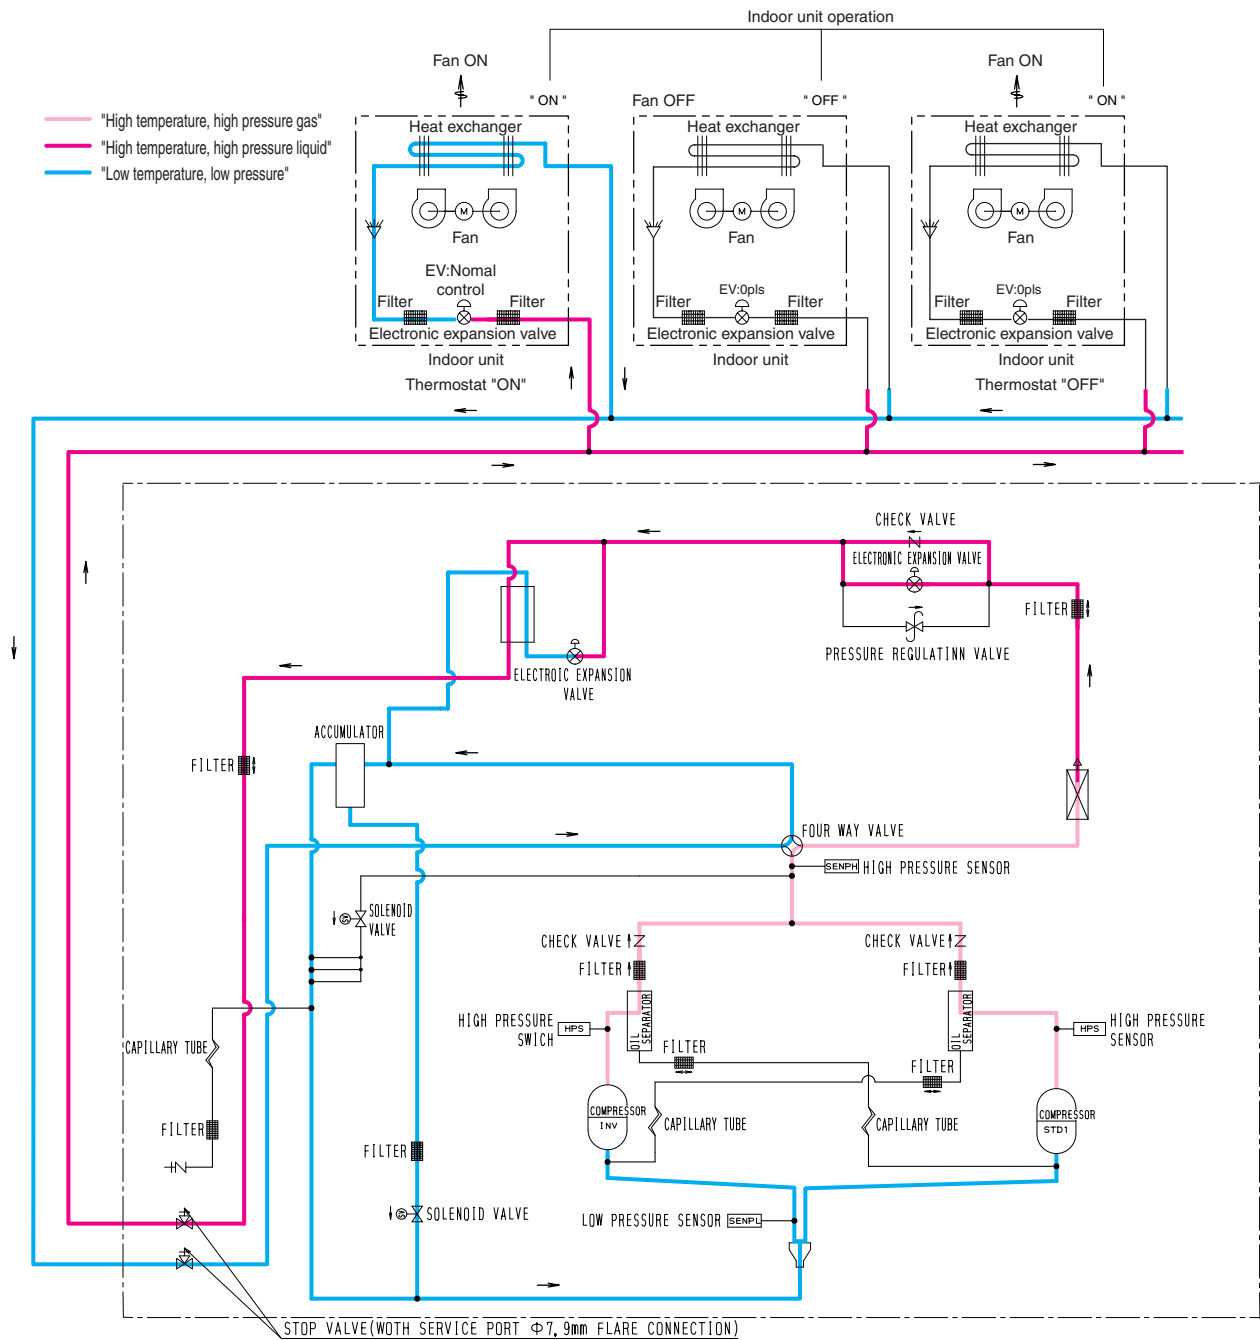 Indoor unit operation
Fan ON
Fan ON
" ON "
Fan OFF
" OFF "
" ON "
"High temperature, high pressure gas"
"High temperature, high pressure liquid"
"Low temperature, low pressure"
Heat exchanger
Heat exchanger
Heat exchanger
M
M
M
Fan
Fan
Fan
EV:Nomal
control
EV:0pls
EV:0pls
Filter
Filter
Filter
Filter
Filter
Filter
Electronic expansion valve
Electronic expansion valve
Electronic expansion valve
Indoor unit
Indoor unit
Indoor unit
Thermostat "ON"
Thermostat "OFF"
CHECK VALVE
ELECTRONIC EXPANSION VALVE
FILTER
PRESSURE REGULATINN VALVE
ELECTROIC EXPANSION
VALVE
ACCUMULATOR
FILTER
FOUR WAY VALVE
SENPH
HIGH PRESSURE SENSOR
SOLENOID
VALVE
S
CHECK VALVE
CHECK VALVE
FILTER
FILTER
OIL
SEPARATOR
OIL
SEPARATOR
HIGH PRESSURE
SWICH
HPS
HPS
HIGH PRESSURE
SENSOR
CAPILLARY TUBE
FILTER
FILTER
COMPRESSOR
INV
CAPILLARY TUBE
CAPILLARY TUBE
COMPRESSOR
STD1
FILTER
FILTER
S
SOLENOID VALVE
LOW PRESSURE SENSOR
SENPL
STOP VALVE(WOTH SERVICE PORT Φ7,9mm FLARE CONNECTION)